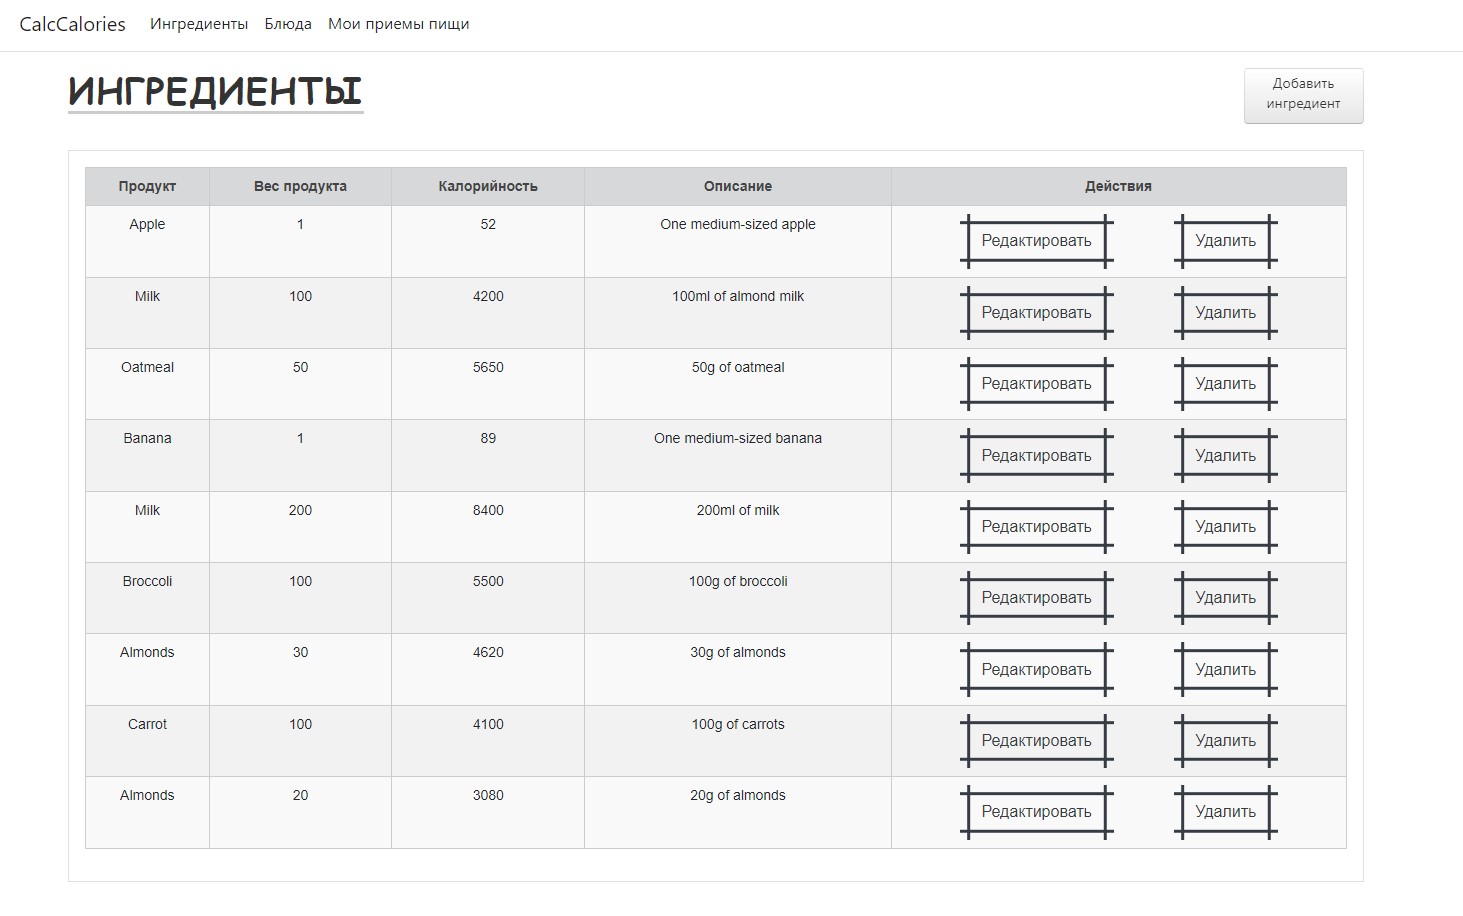 CalcCalories Ингредиенты Блюда Мои приемы пищи
ИНГРЕДИЕНТЫ
Добавить
ингредиент
Продукт Вес продукта Калорийность Описание Действия
Apple 1 52 One medium-sized apple Редактировать Удалить
Milk 100 4200 100ml of almond milk Редактировать Удалить
Oatmeal 50 5650 50g of oatmeal Редактировать Удалить
Banana 1 89 One medium-sized banana Редактировать Удалить
Milk 200 8400 200ml of milk Редактировать Удалить
Broccoli 100 5500 100g of broccoli Редактировать Удалить
Almonds 30 4620 30g of almonds Редактировать Удалить
Carrot 100 4100 100g of carrots Редактировать Удалить
Almonds 20 3080 20g of almonds Редактировать Удалить